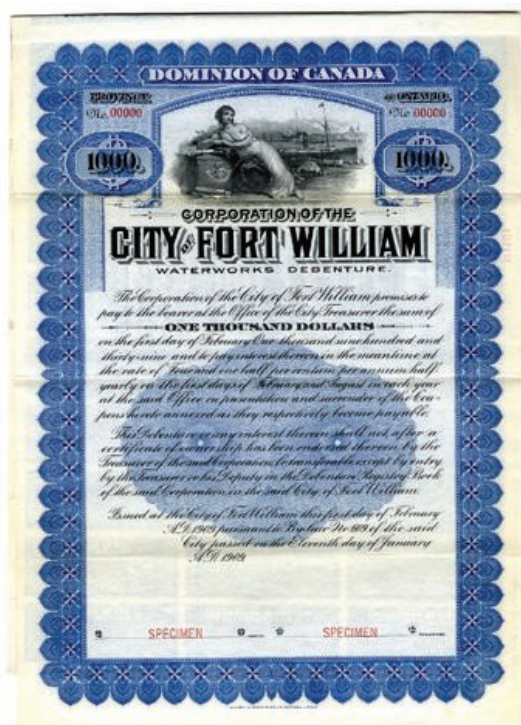 DOMINION OF CANADA
PROVINCE OF ONTARIO.
No. 00000 No. 00000
1000. 1000.
CORPORATION OF THE
CITY OF FORT WILLIAM
WATERWORKS DEBENTURE.
The Corporation of the City of Fort William promises to
pay to the bearer at the Office of the City Treasurer the sum of
ONE THOUSAND DOLLARS
on the first day of February One thousand nine hundred and
thirty nine and to pay interest thereon in the meantime at
the rate of Four and one half per centum per annum half
yearly on the first days of February and August in each year
at the said Office on presentation and surrender of the Cou-
pons hereto annexed as they respectively become payable.
This Debenture or any interest therein shall not, after a
certificate of ownership has been endorsed thereon by the
Treasurer of the said Corporation, be transferable except by entry
by the Treasurer or his Deputy in the Debenture Registry Book
of the said Corporation in the said City of Fort William.
Issued at the City of Fort William this first day of February
A.D. 1909 pursuant to By-law No 609 of the said
City passed on the Eleventh day of January
A.D. 1909.
SPECIMEN SPECIMEN